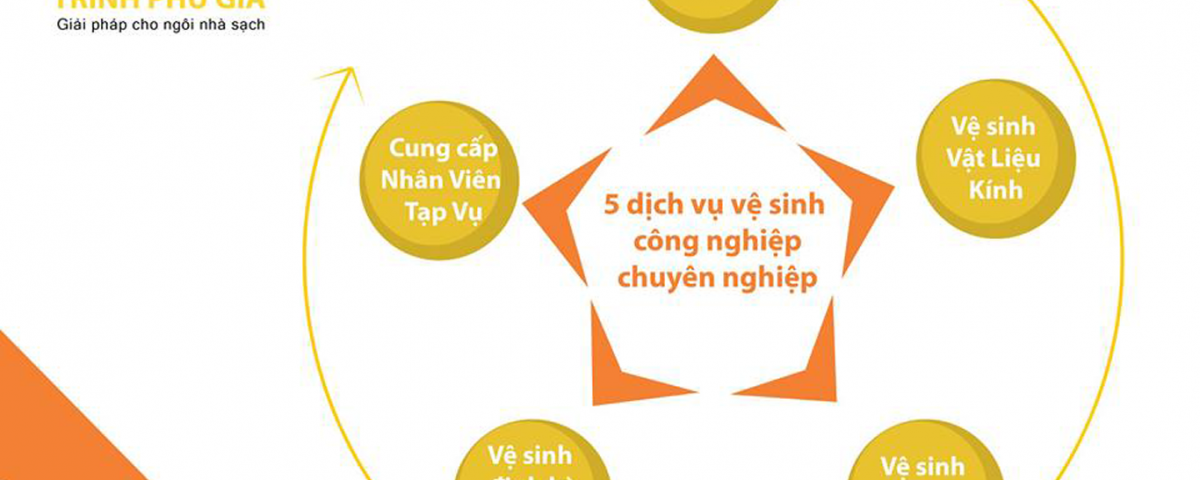 TRỊNH PHÚ GIA
Giải pháp cho ngôi nhà sạch
Cung cấp
Nhân Viên
Tạp Vụ
Vệ sinh
Vật Liệu
Kính
5 dịch vụ vệ sinh
công nghiệp
chuyên nghiệp
Vệ sinh
Vệ sinh